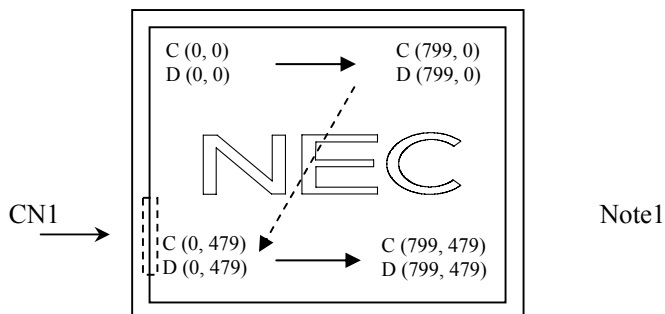 C (0, 0)
D (0, 0)
C (799, 0)
D (799, 0)
NEC
CN1
Note1
C (0, 479)
D (0, 479)
C (799, 479)
D (799, 479)